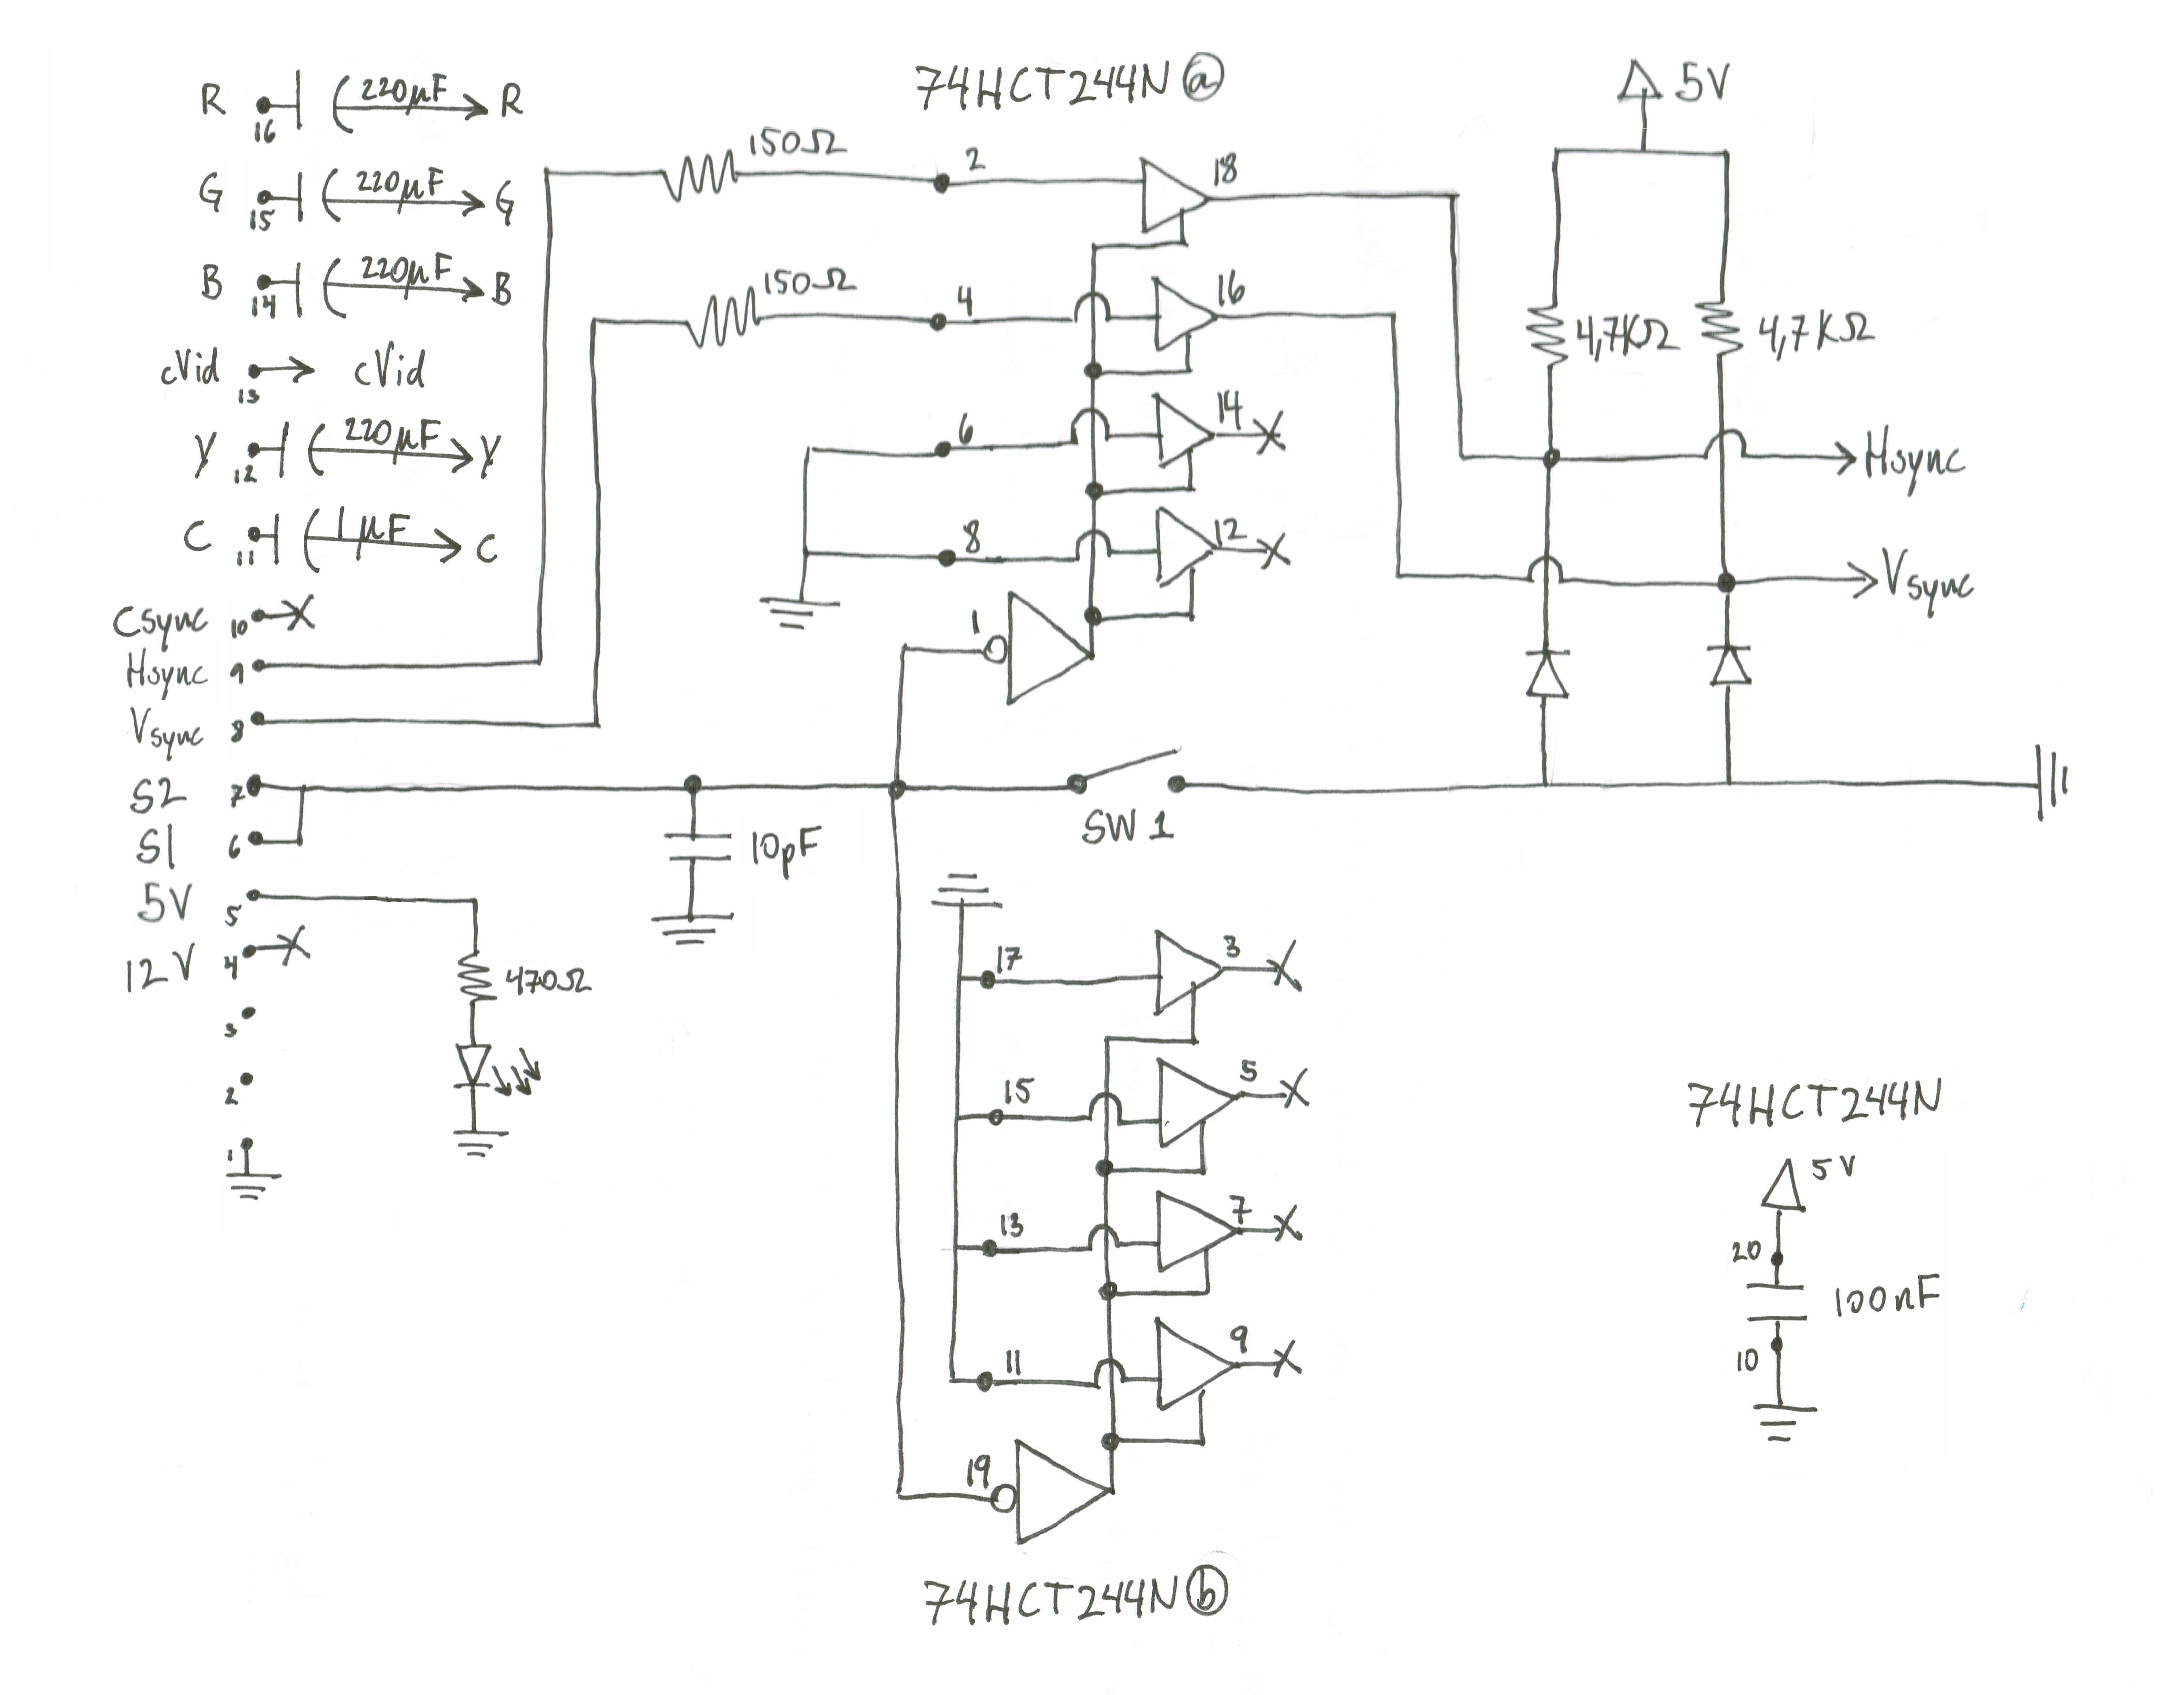 74HCT244N ⓐ
R 16 220µF R
G 15 220µF G
B 14 220µF B
cVid 13 cVid
Y 12 220µF Y
C 11 1µF C
Csync 10
Hsync 9
Vsync 8
S2 7
S1 6
5V 5
12V 4
3
2
1
470Ω
10pF
150Ω 2 18
150Ω 4 16
6 14
8 12
1
SW 1
5V
4,7KΩ 4,7KΩ
Hsync
Vsync
17 3
15 5
13 7
11 9
19
74HCT244N ⓑ
74HCT244N
5V
20
100nF
10